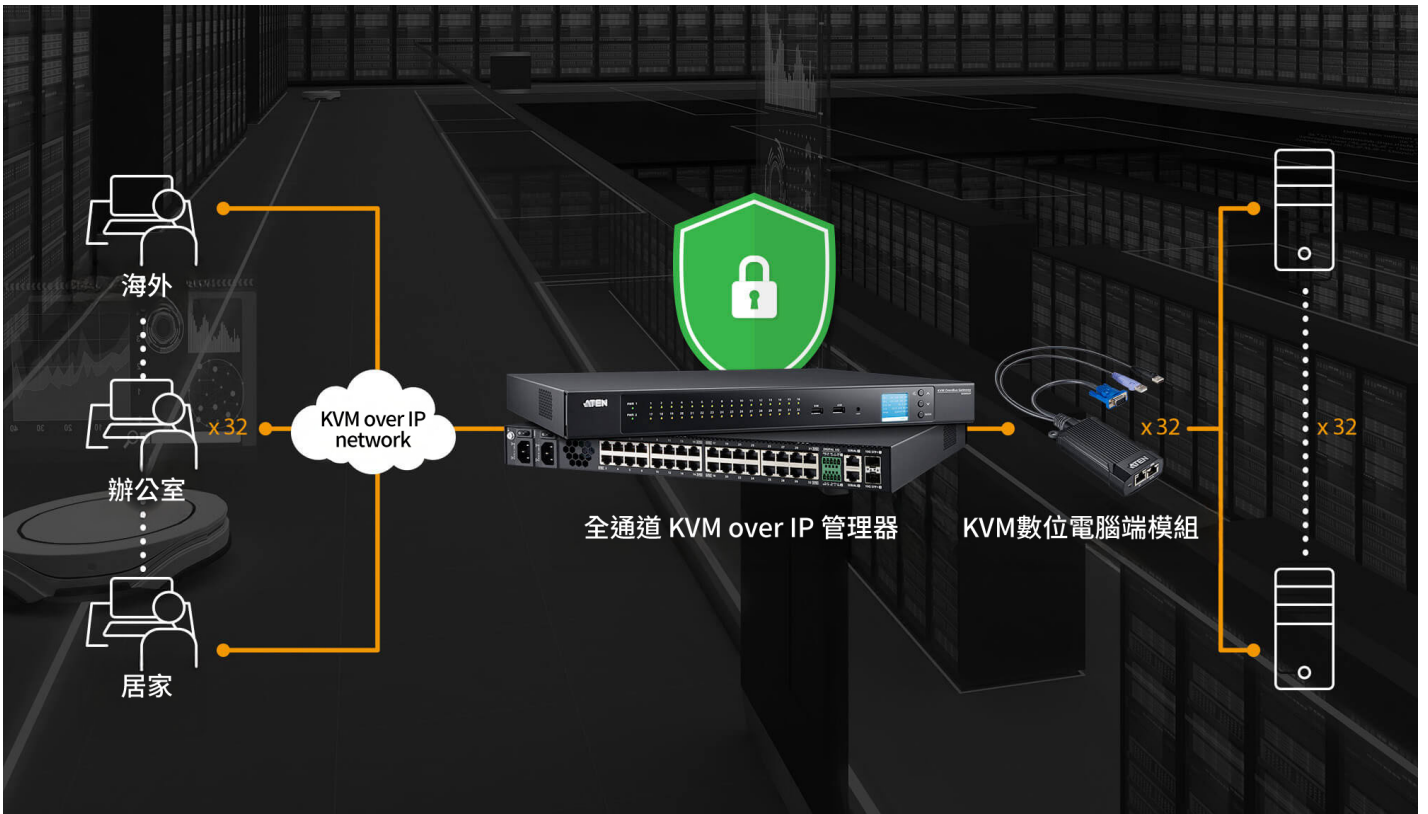 海外
辦公室
居家
x 32
KVM over IP
network
ATEN
全通道 KVM over IP 管理器
ATEN
KVM數位電腦端模組
x 32
x 32